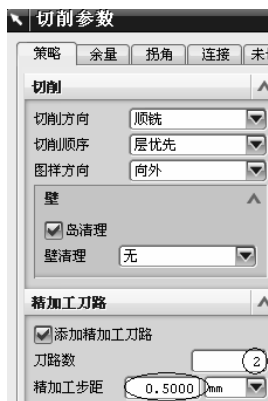 切削参数
策略 余量 拐角 连接 未
切削
切削方向 顺铣
切削顺序 层优先
图样方向 向外
壁
岛清理
壁清理 无
精加工刀路
添加精加工刀路
刀路数 2
精加工步距 0.5000 mm